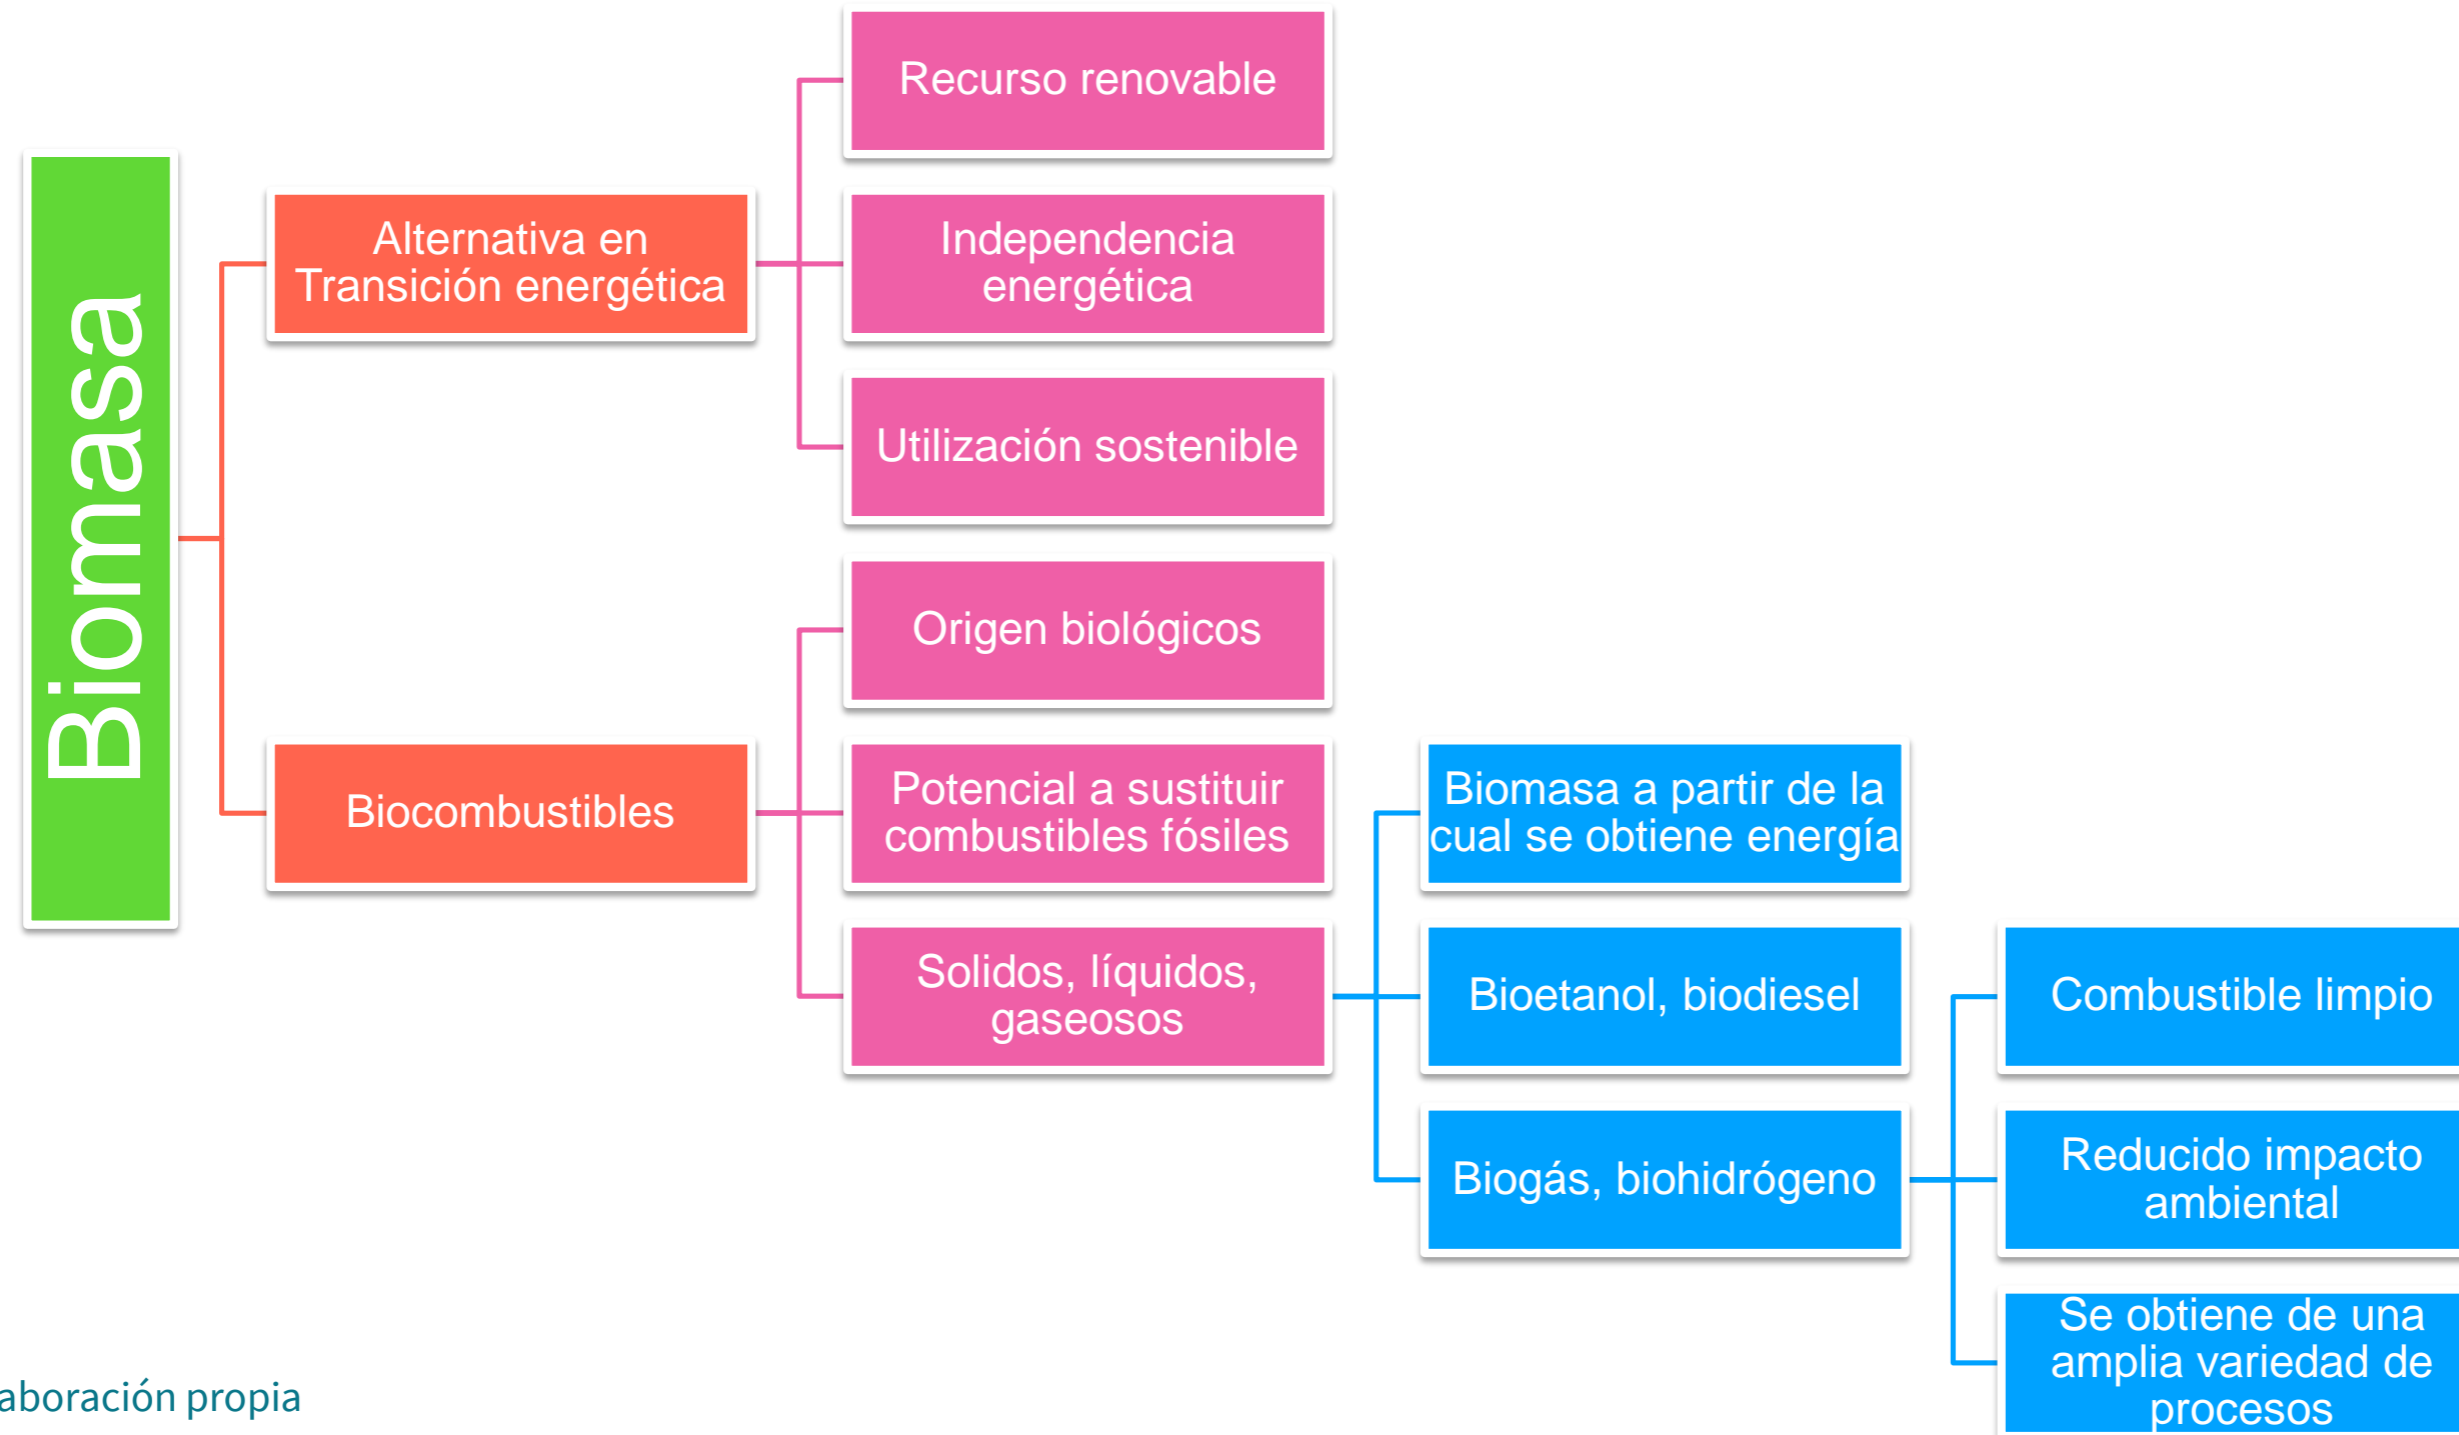 Biomasa
Alternativa en
Transición energética
Recurso renovable
Independencia
energética
Utilización sostenible
Biocombustibles
Origen biológicos
Potencial a sustituir
combustibles fósiles
Solidos, líquidos,
gaseosos
Biomasa a partir de la
cual se obtiene energía
Bioetanol, biodiesel
Biogás, biohidrógeno
Combustible limpio
Reducido impacto
ambiental
Se obtiene de una
amplia variedad de
procesos
aboración propia